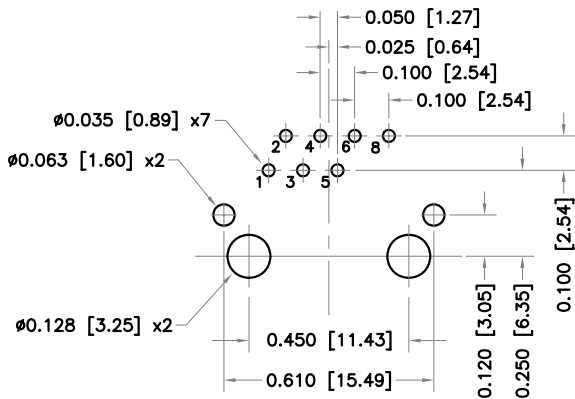 0.050 [1.27]
0.025 [0.64]
0.100 [2.54]
0.100 [2.54]
ø0.035 [0.89] x7
2 4 6 8
ø0.063 [1.60] x2
1 3 5
0.100 [2.54]
ø0.128 [3.25] x2
0.450 [11.43]
0.120 [3.05]
0.250 [6.35]
0.610 [15.49]